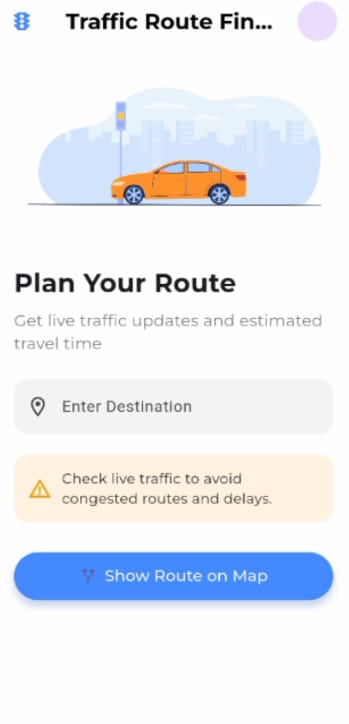 Traffic Route Fin...
Plan Your Route
Get live traffic updates and estimated
travel time
Enter Destination
Check live traffic to avoid
congested routes and delays.
Show Route on Map